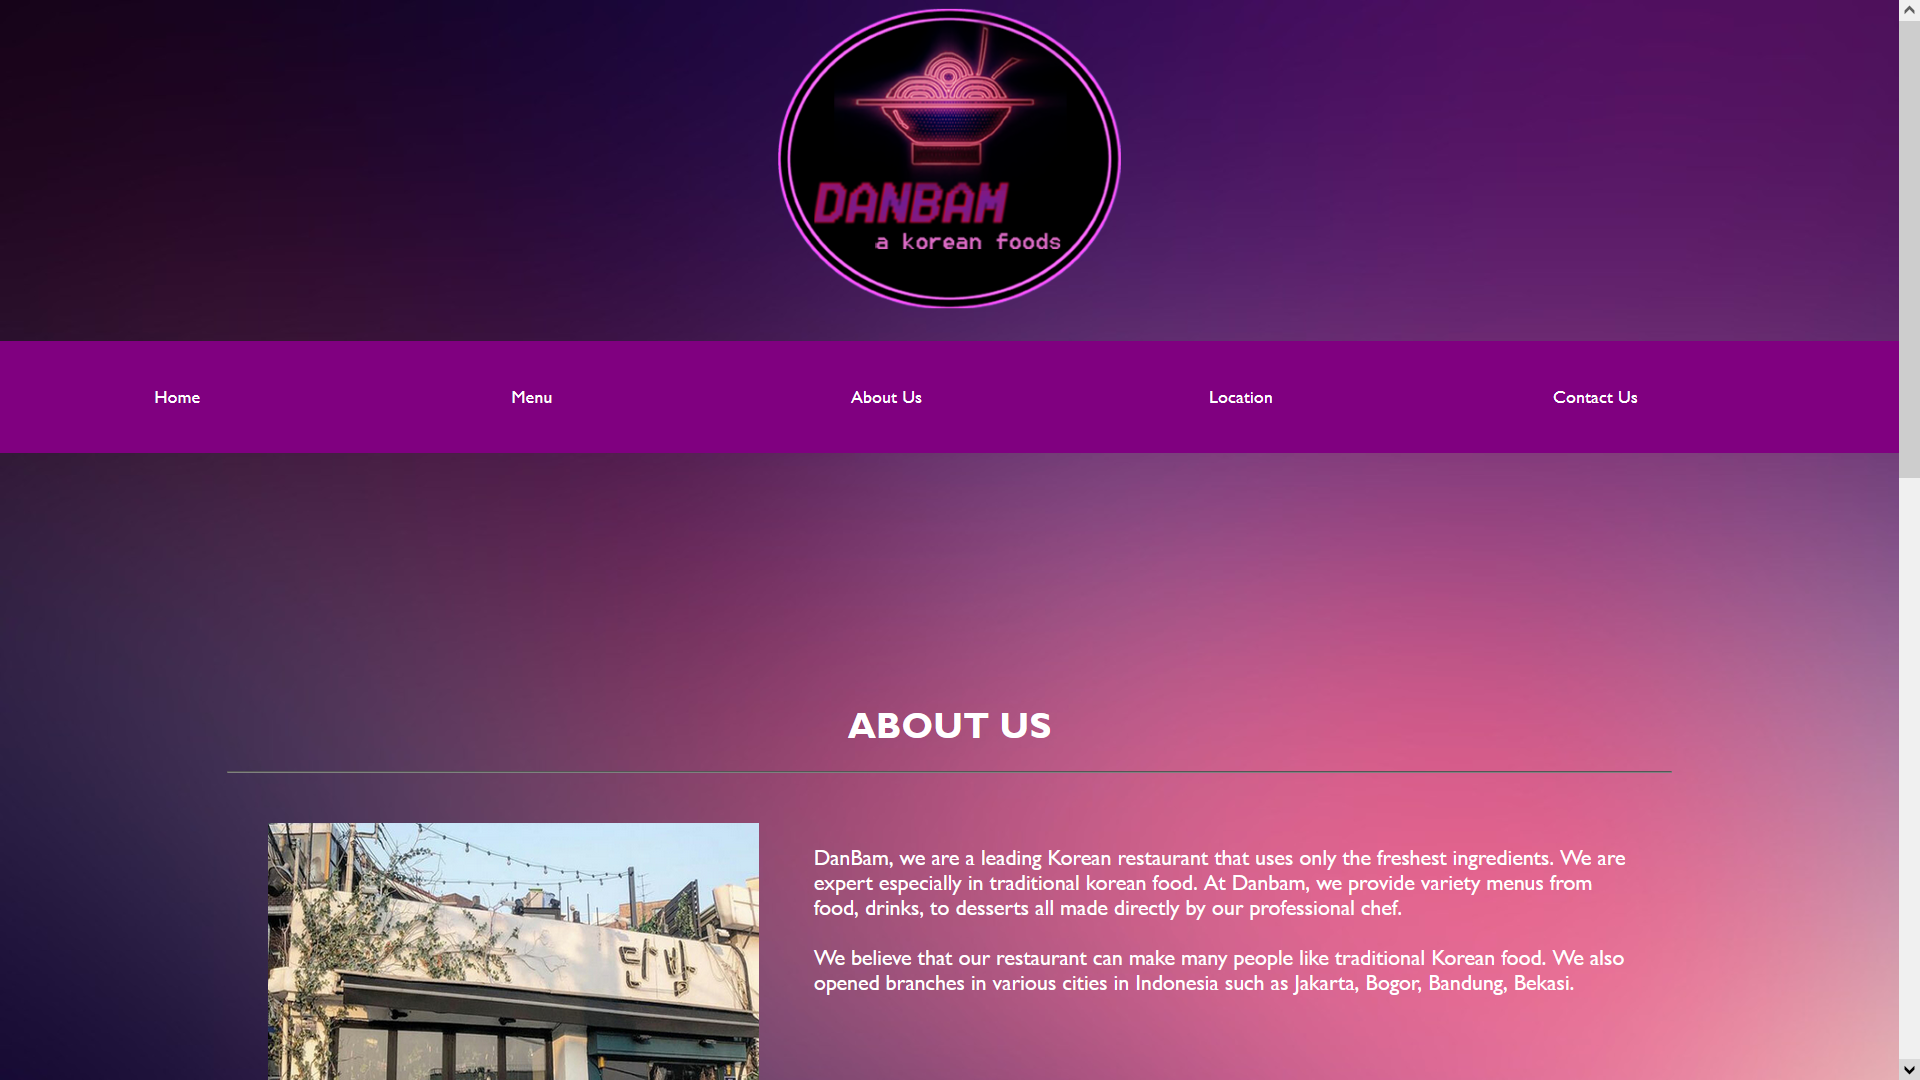 DANBAM
a korean foods
Home
Menu
About Us
Location
Contact Us
ABOUT US
DanBam, we are a leading Korean restaurant that uses only the freshest ingredients. We are
expert especially in traditional korean food. At Danbam, we provide variety menus from
food, drinks, to desserts all made directly by our professional chef.
We believe that our restaurant can make many people like traditional Korean food. We also
opened branches in various cities in Indonesia such as Jakarta, Bogor, Bandung, Bekasi.
단밤